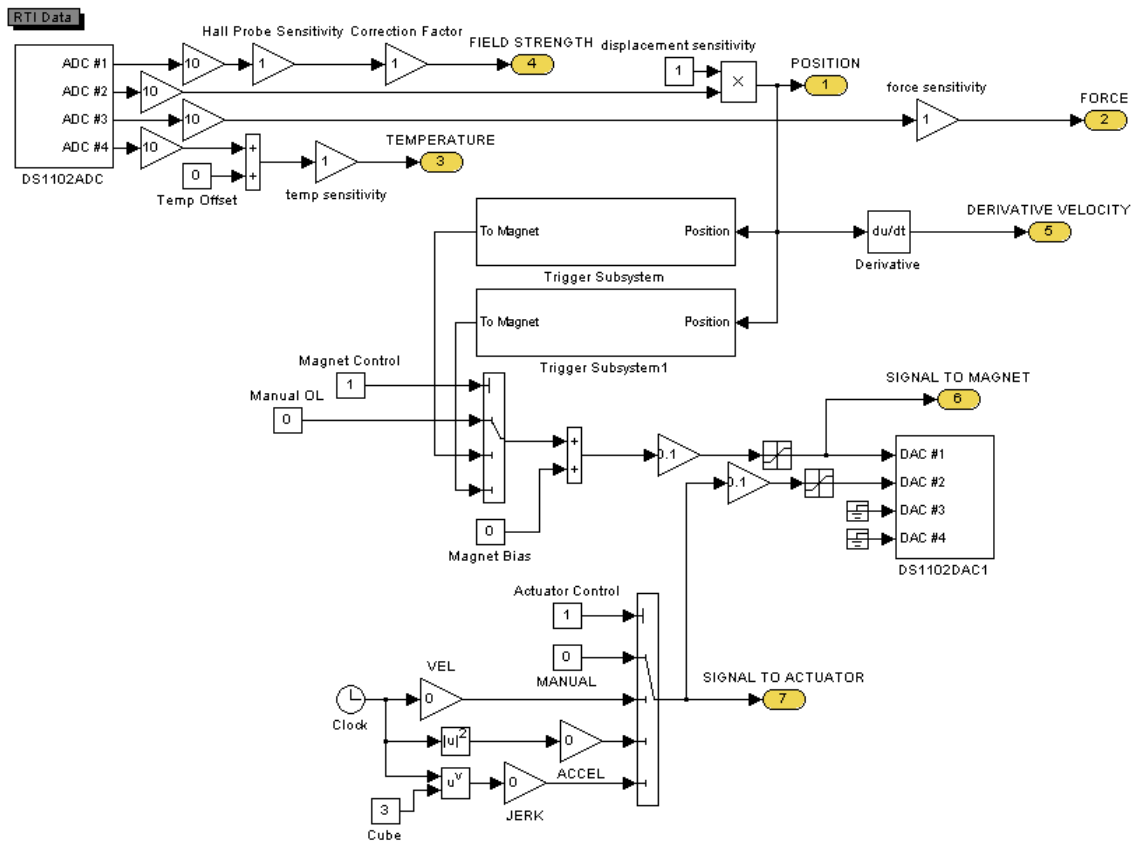 RTI Data
Hall Probe Sensitivity Correction Factor
FIELD STRENGTH
displacement sensitivity
POSITION
force sensitivity
FORCE
ADC #1
10
1
1
4
1
×
1
ADC #2
10
ADC #3
10
1
2
ADC #4
10
+
+
TEMPERATURE
1
3
0
DS1102ADC
Temp Offset
temp sensitivity
To Magnet
Position
Trigger Subsystem
du/dt
Derivative
DERIVATIVE VELOCITY
5
To Magnet
Position
Trigger Subsystem1
Magnet Control
1
Manual OL
0
SIGNAL TO MAGNET
6
+
+
0.1
0.1
DAC #1
DAC #2
DAC #3
DAC #4
DS1102DAC1
0
Magnet Bias
Actuator Control
1
0
MANUAL
VEL
0
SIGNAL TO ACTUATOR
7
Clock
|u|²
0
ACCEL
uᵛ
0
JERK
3
Cube